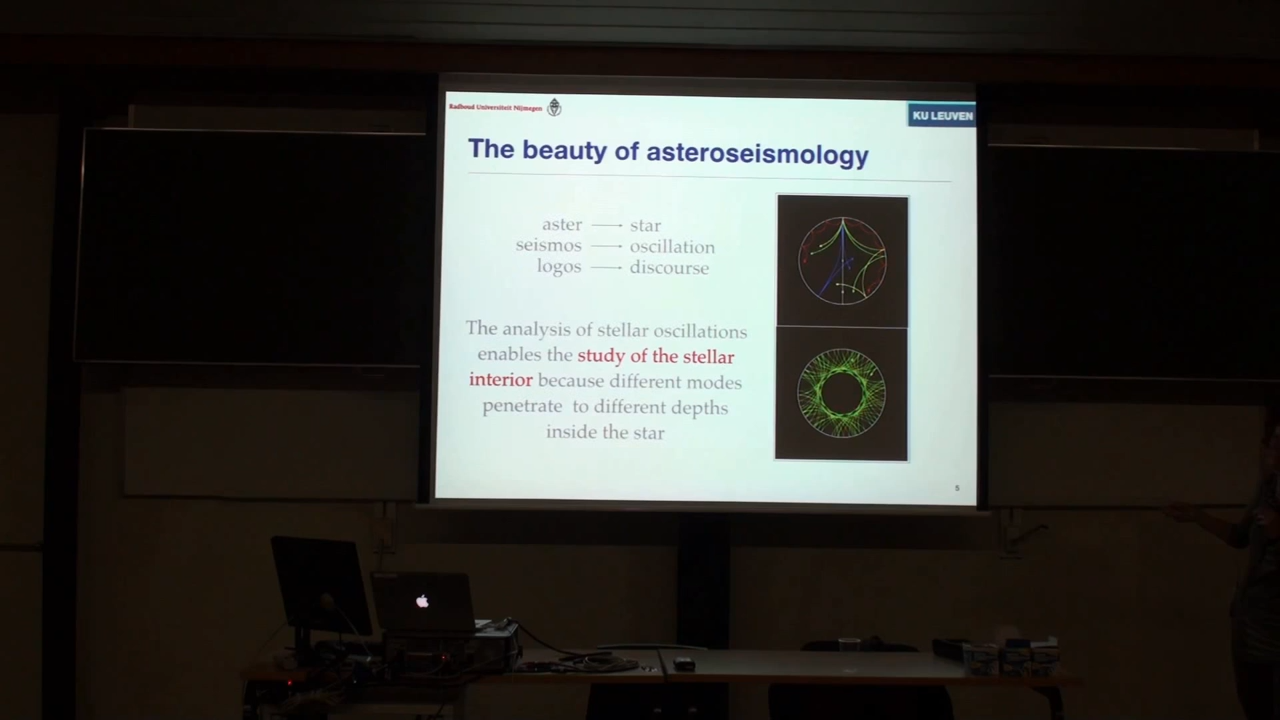 Radboud Universiteit Nijmegen
KU LEUVEN
The beauty of asteroseismology
aster → star
seismos → oscillation
logos → discourse
The analysis of stellar oscillations
enables the study of the stellar
interior because different modes
penetrate to different depths
inside the star
5